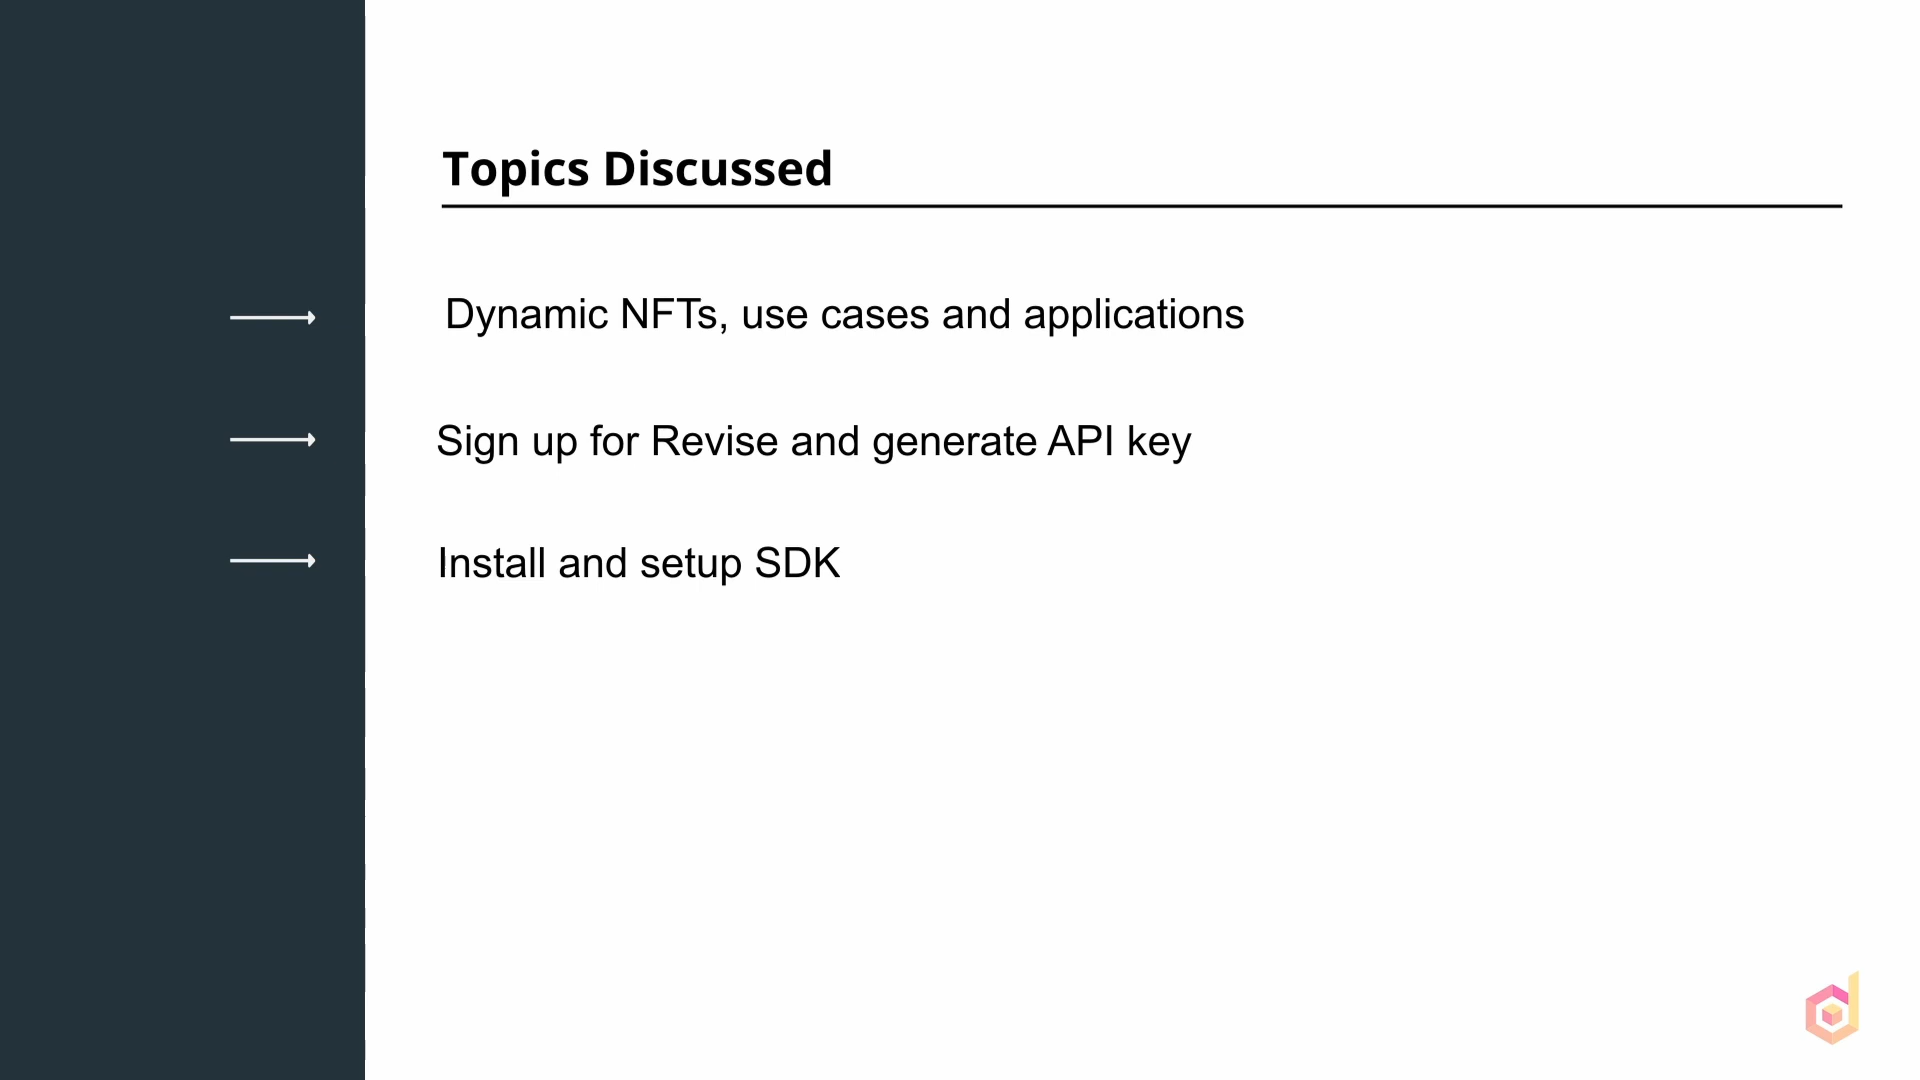 Topics Discussed
Dynamic NFTs, use cases and applications
Sign up for Revise and generate API key
Install and setup SDK